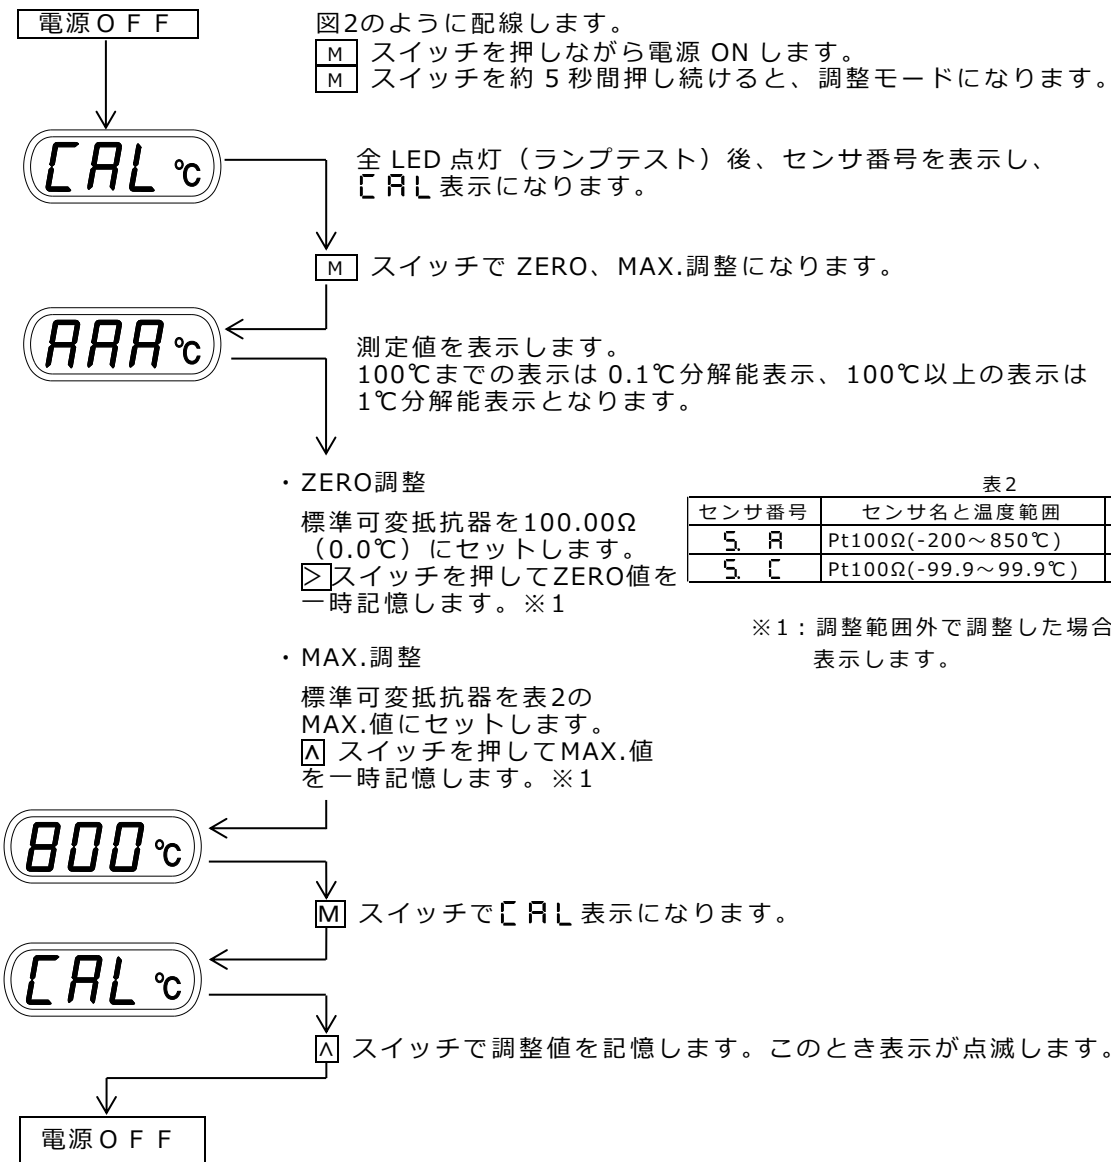 電源OFF
図2のように配線します。
M スイッチを押しながら電源 ON します。
M スイッチを約 5 秒間押し続けると、調整モードになります。
CAL ℃
全 LED 点灯（ランプテスト）後、センサ番号を表示し、
CAL 表示になります。
M スイッチで ZERO、MAX.調整になります。
AAA ℃
測定値を表示します。
100℃までの表示は 0.1℃分解能表示、100℃以上の表示は
1℃分解能表示となります。
・ZERO調整
標準可変抵抗器を100.00Ω
（0.0℃）にセットします。
> スイッチを押してZERO値を
一時記憶します。※1
表2
センサ番号 センサ名と温度範囲
S. A Pt100Ω(-200～850℃)
S. C Pt100Ω(-99.9～99.9℃)
※1：調整範囲外で調整した場合
表示します。
・MAX.調整
標準可変抵抗器を表2の
MAX.値にセットします。
∧ スイッチを押してMAX.値
を一時記憶します。※1
800 ℃
M スイッチでCAL 表示になります。
CAL ℃
∧ スイッチで調整値を記憶します。このとき表示が点滅します。
電源OFF